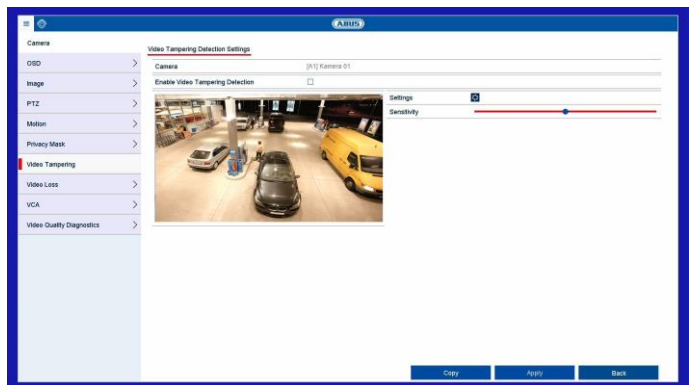 ABUS
Camera
OSD
Image
PTZ
Motion
Privacy Mask
Video Tampering
Video Loss
VCA
Video Quality Diagnostics
Video Tampering Detection Settings
Camera [A1] Kamera 01
Enable Video Tampering Detection
Settings
Sensitivity
Copy Apply Back